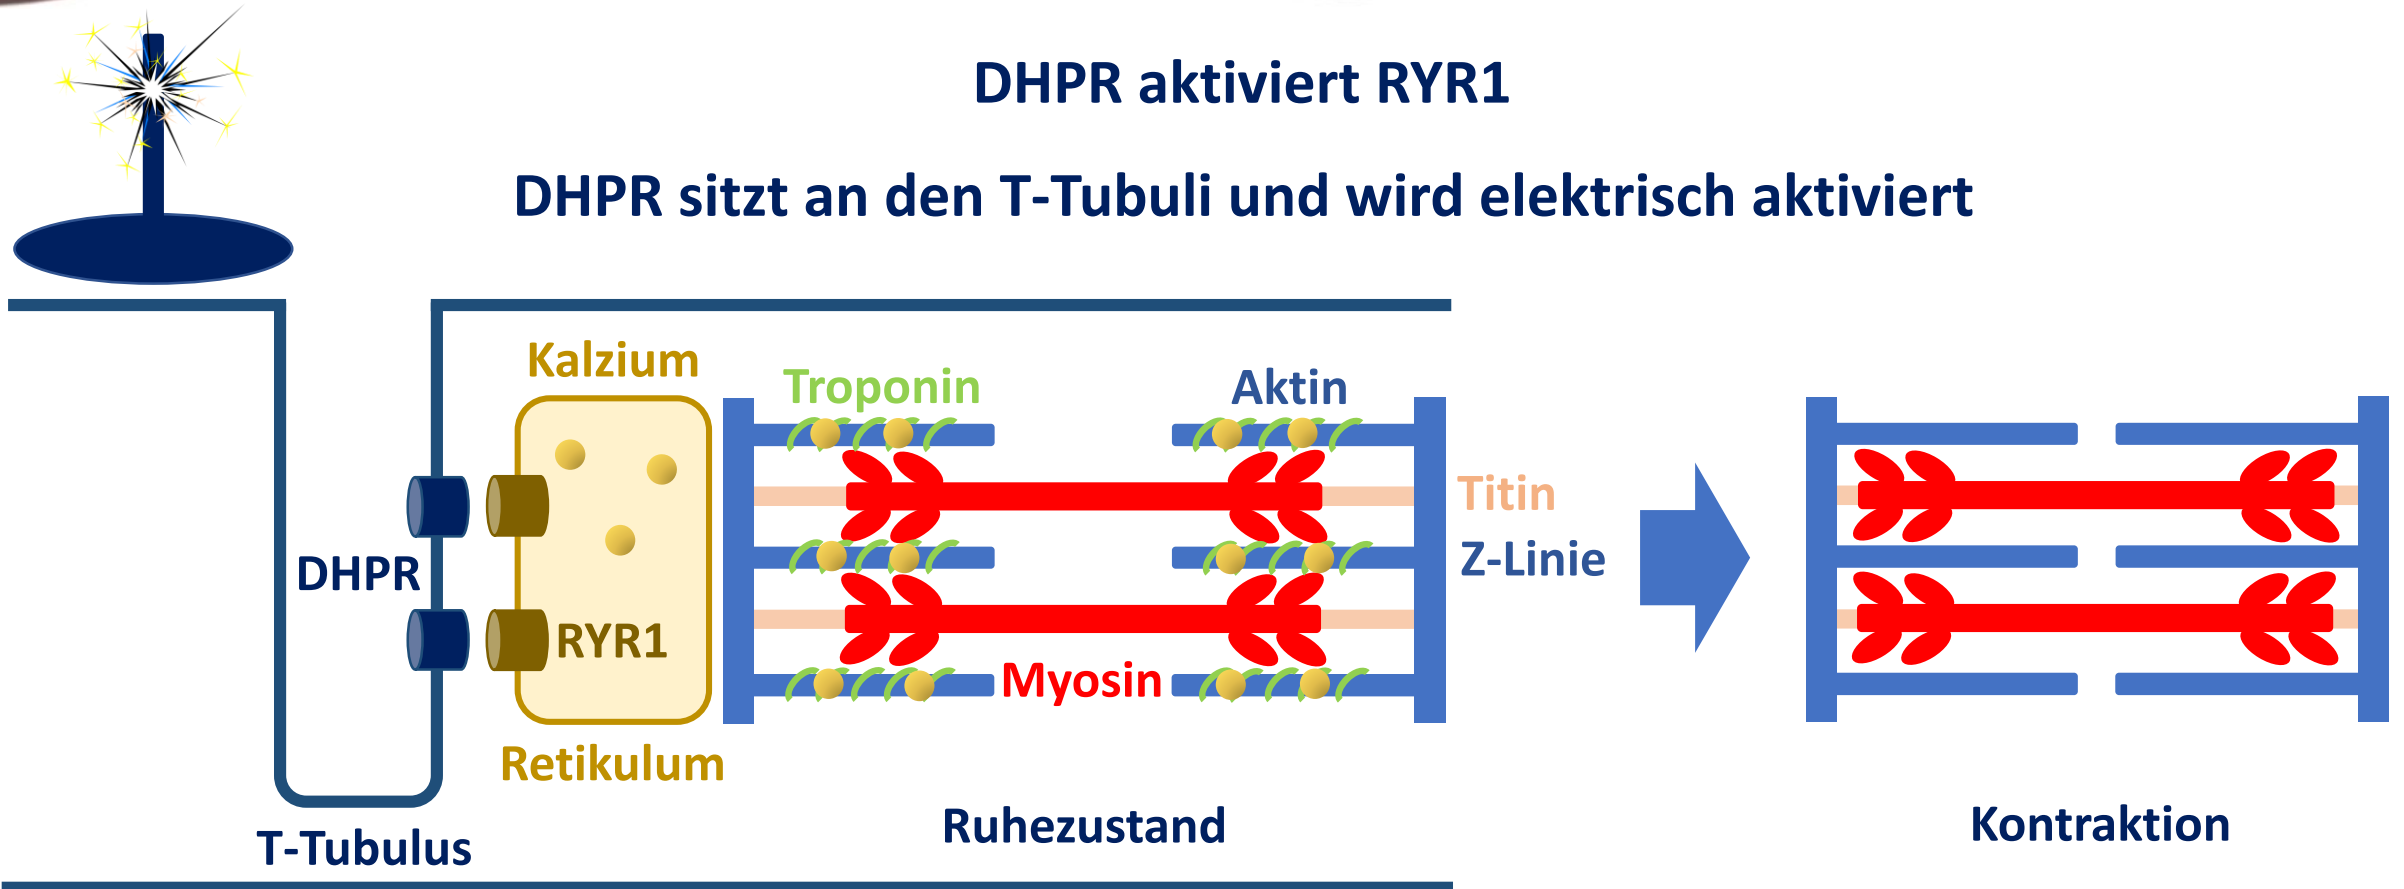 DHPR aktiviert RYR1
DHPR sitzt an den T-Tubuli und wird elektrisch aktiviert
Kalzium
Troponin
Aktin
Titin
Z-Linie
DHPR
RYR1
Myosin
Retikulum
Ruhezustand
Kontraktion
T-Tubulus